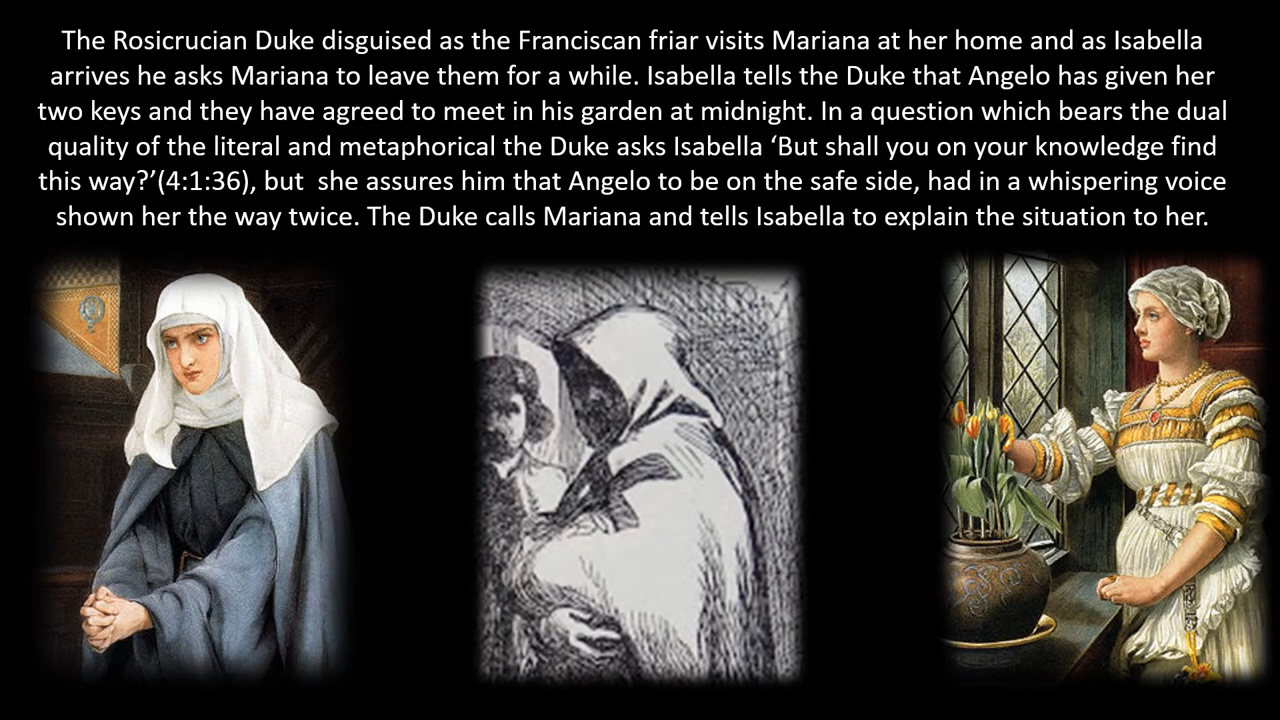 The Rosicrucian Duke disguised as the Franciscan friar visits Mariana at her home and as Isabella
arrives he asks Mariana to leave them for a while. Isabella tells the Duke that Angelo has given her
two keys and they have agreed to meet in his garden at midnight. In a question which bears the dual
quality of the literal and metaphorical the Duke asks Isabella ‘But shall you on your knowledge find
this way?’(4:1:36), but  she assures him that Angelo to be on the safe side, had in a whispering voice
shown her the way twice. The Duke calls Mariana and tells Isabella to explain the situation to her.